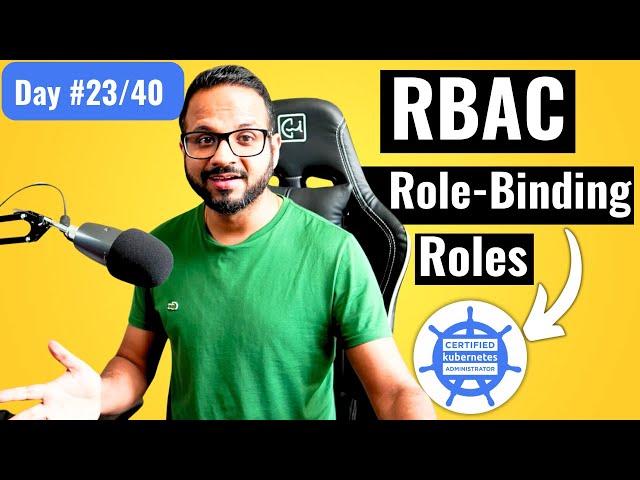 Day #23/40
RBAC
Role-Binding
Roles
CERTIFIED
kubernetes
ADMINISTRATOR